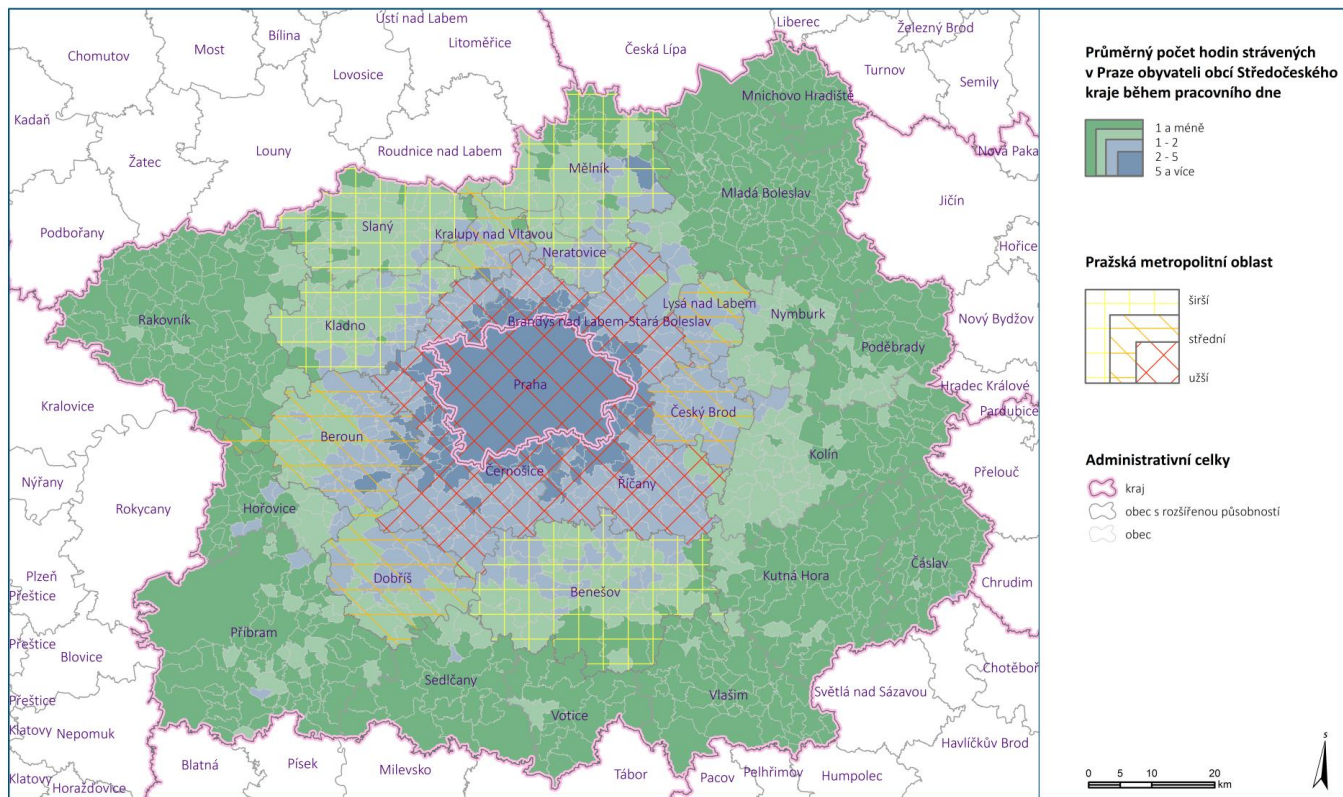 Ústí nad Labem
Liberec
Bílina
Železný Brod
Most
Litoměřice
Česká Lípa
Chomutov
Lovosice
Turnov
Semily
Mnichovo Hradiště
Kadaň
Louny
Roudnice nad Labem
Nová Paka
Žatec
Mělník
Mladá Boleslav
Jičín
Slaný
Podbořany
Kralupy nad Vltavou
Hořice
Neratovice
Lysá nad Labem
Nymburk
Nový Bydžov
Rakovník
Kladno
Brandýs nad Labem-Stará Boleslav
Poděbrady
Praha
Hradec Králové
Kralovice
Pardubice
Český Brod
Beroun
Kolín
Přelouč
Černošice
Říčany
Nýřany
Hořovice
Rokycany
Čáslav
Plzeň
Dobříš
Kutná Hora
Chrudim
Přeštice
Benešov
Příbram
Přeštice
Blovice
Chotěboř
Sedlčany
Vlašim
Světlá nad Sázavou
Přeštice
Votice
Klatovy
Nepomuk
Havlíčkův Brod
Blatná
Písek
Milevsko
Tábor
Pacov
Pelhřimov
Humpolec
Klatovy
Horažďovice
Průměrný počet hodin strávených
v Praze obyvateli obcí Středočeského
kraje během pracovního dne
1 a méně
1 - 2
2 - 5
5 a více
Pražská metropolitní oblast
širší
střední
užší
Administrativní celky
kraj
obec s rozšířenou působností
obec
S
0 5 10 20
km